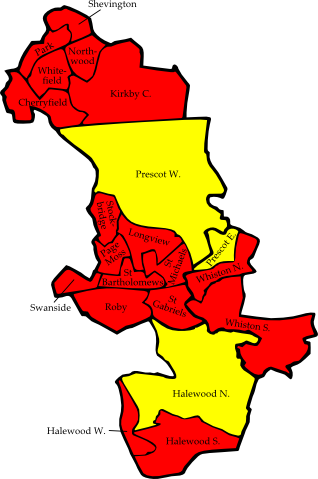 Shevington
Park
North-
wood
White-
field
Cherryfield
Kirkby C.
Prescot W.
Stock-
bridge
Longview
Prescot E.
Page
Moss
St
Michaels
Whiston N.
St
Bartholomews
Swanside
Roby
St
Gabriels
Whiston S.
Halewood N.
Halewood W.
Halewood S.